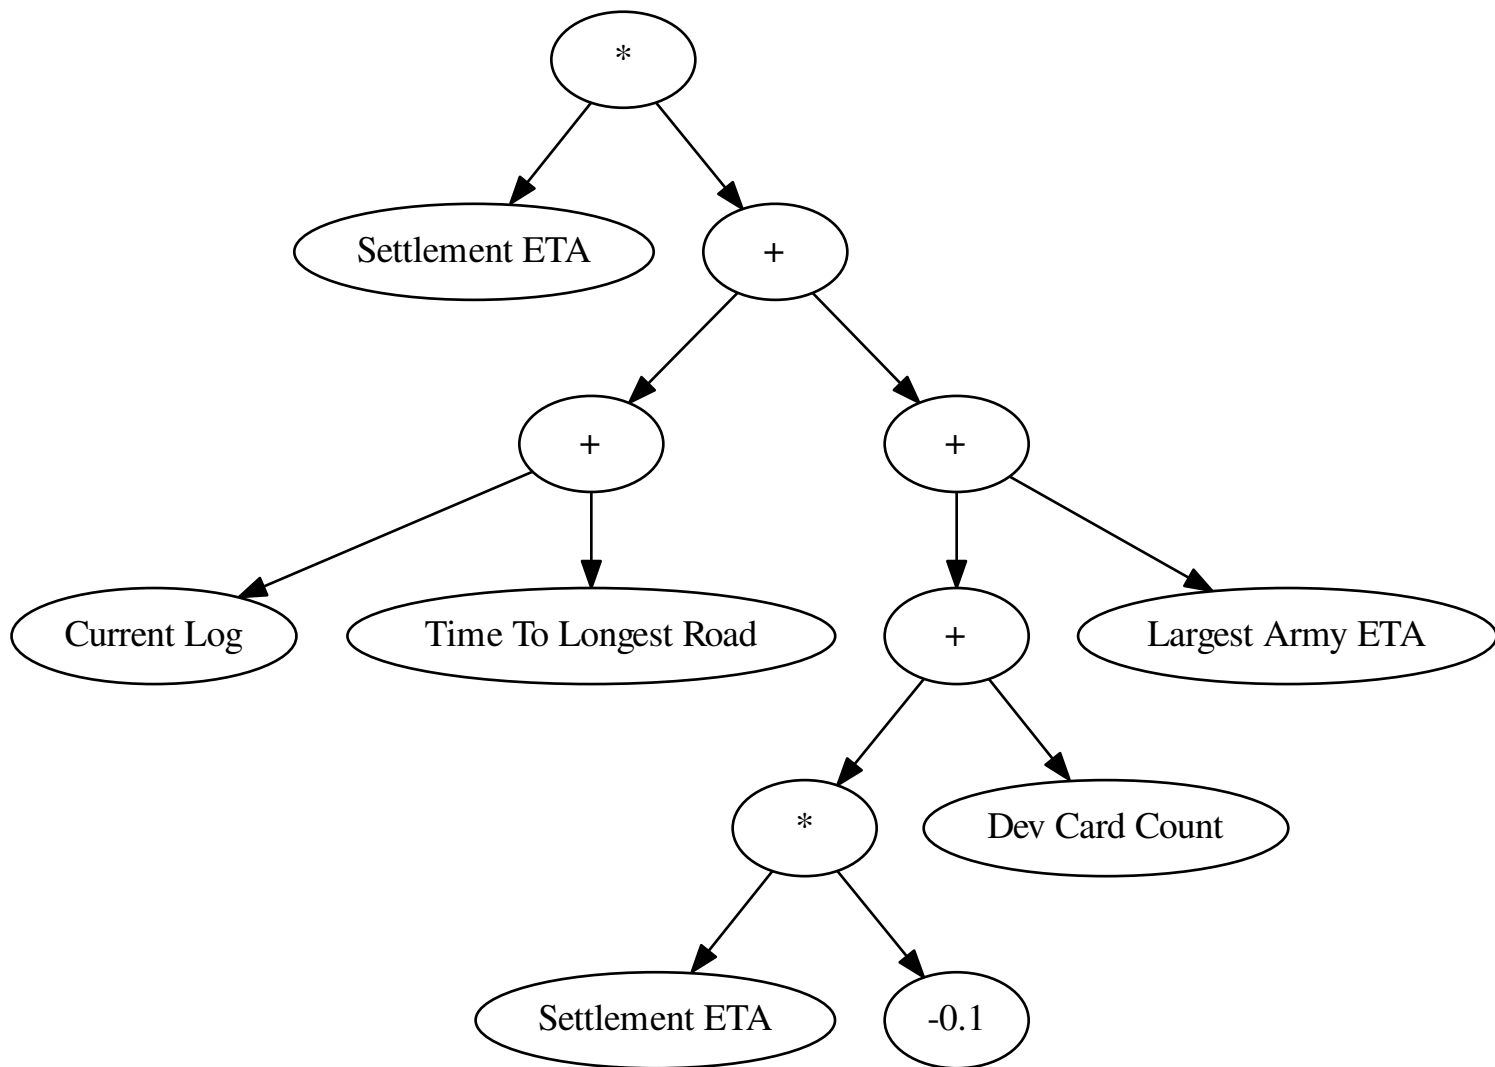 *
Settlement ETA
+
+
+
Current Log
Time To Longest Road
+
Largest Army ETA
*
Dev Card Count
Settlement ETA
-0.1